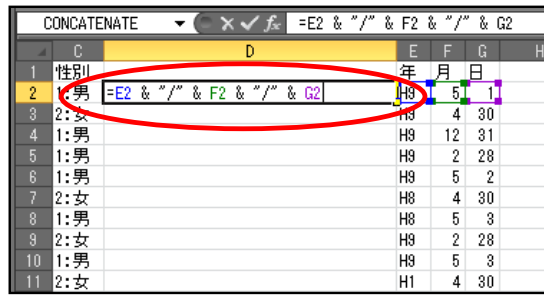 CONCATENATE fx =E2 & "/" & F2 & "/" & G2
C D E F G H
1 性別 年 月 日
2 1:男 =E2 & "/" & F2 & "/" & G2 H9 5 1
3 2:女 H9 4 30
4 1:男 H9 12 31
5 1:男 H9 2 28
6 1:男 H9 5 2
7 2:女 H8 4 30
8 1:男 H8 5 3
9 2:女 H9 2 28
10 1:男 H9 5 3
11 2:女 H1 4 30